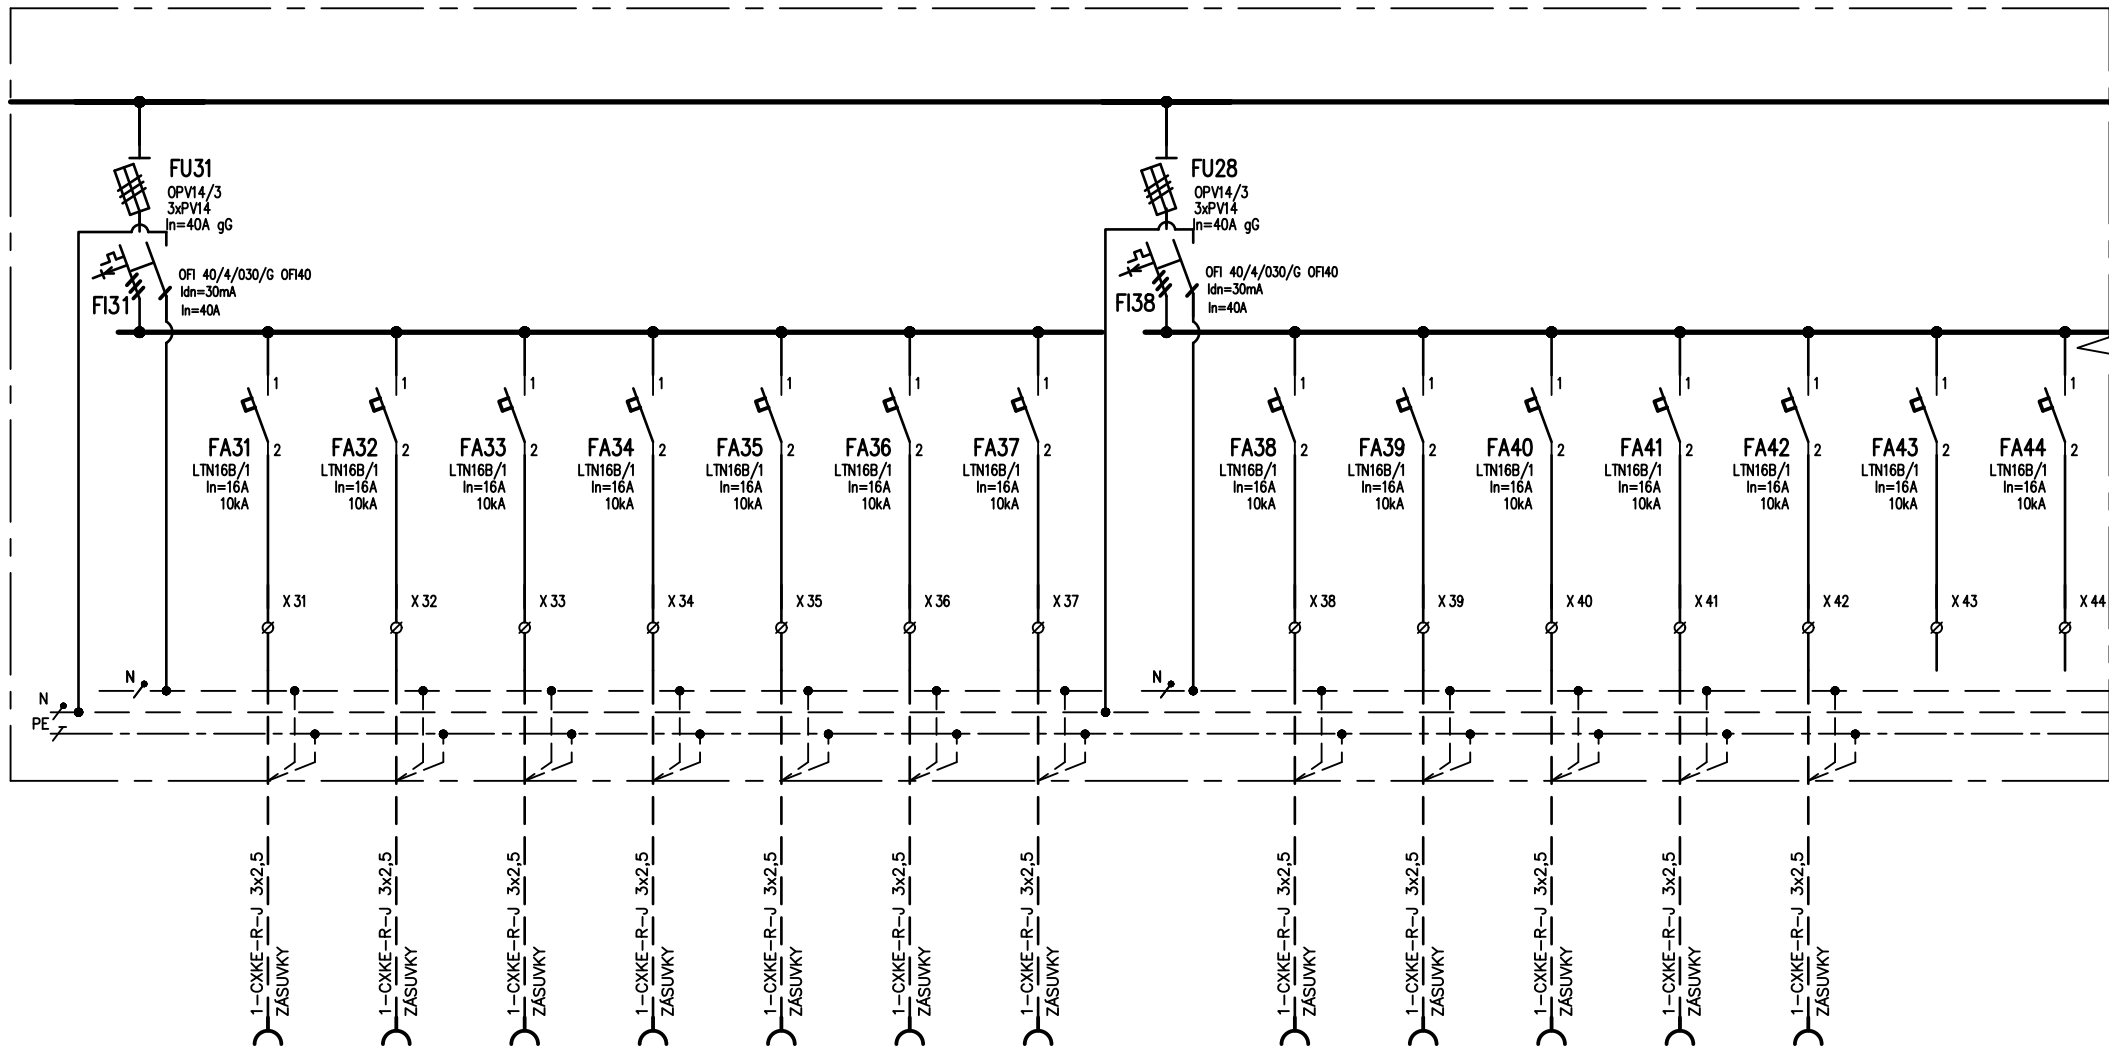 FU31
OPV14/3
3xPV14
In=40A gG
OFI 40/4/030/G OFI40
Idn=30mA
In=40A
FI31
FU28
OPV14/3
3xPV14
In=40A gG
OFI 40/4/030/G OFI40
Idn=30mA
In=40A
FI38
1 1 1 1 1 1 1 1 1 1 1 1 1 1
FA31 2 FA32 2 FA33 2 FA34 2 FA35 2 FA36 2 FA37 2 FA38 2 FA39 2 FA40 2 FA41 2 FA42 2 FA43 2 FA44 2
LTN16B/1 LTN16B/1 LTN16B/1 LTN16B/1 LTN16B/1 LTN16B/1 LTN16B/1 LTN16B/1 LTN16B/1 LTN16B/1 LTN16B/1 LTN16B/1 LTN16B/1 LTN16B/1
In=16A In=16A In=16A In=16A In=16A In=16A In=16A In=16A In=16A In=16A In=16A In=16A In=16A In=16A
10kA 10kA 10kA 10kA 10kA 10kA 10kA 10kA 10kA 10kA 10kA 10kA 10kA 10kA
X 31 X 32 X 33 X 34 X 35 X 36 X 37 X 38 X 39 X 40 X 41 X 42 X 43 X 44
N N
N
PE
1-CXKE-R-J 3x2,5
ZÁSUVKY
1-CXKE-R-J 3x2,5
ZÁSUVKY
1-CXKE-R-J 3x2,5
ZÁSUVKY
1-CXKE-R-J 3x2,5
ZÁSUVKY
1-CXKE-R-J 3x2,5
ZÁSUVKY
1-CXKE-R-J 3x2,5
ZÁSUVKY
1-CXKE-R-J 3x2,5
ZÁSUVKY
1-CXKE-R-J 3x2,5
ZÁSUVKY
1-CXKE-R-J 3x2,5
ZÁSUVKY
1-CXKE-R-J 3x2,5
ZÁSUVKY
1-CXKE-R-J 3x2,5
ZÁSUVKY
1-CXKE-R-J 3x2,5
ZÁSUVKY